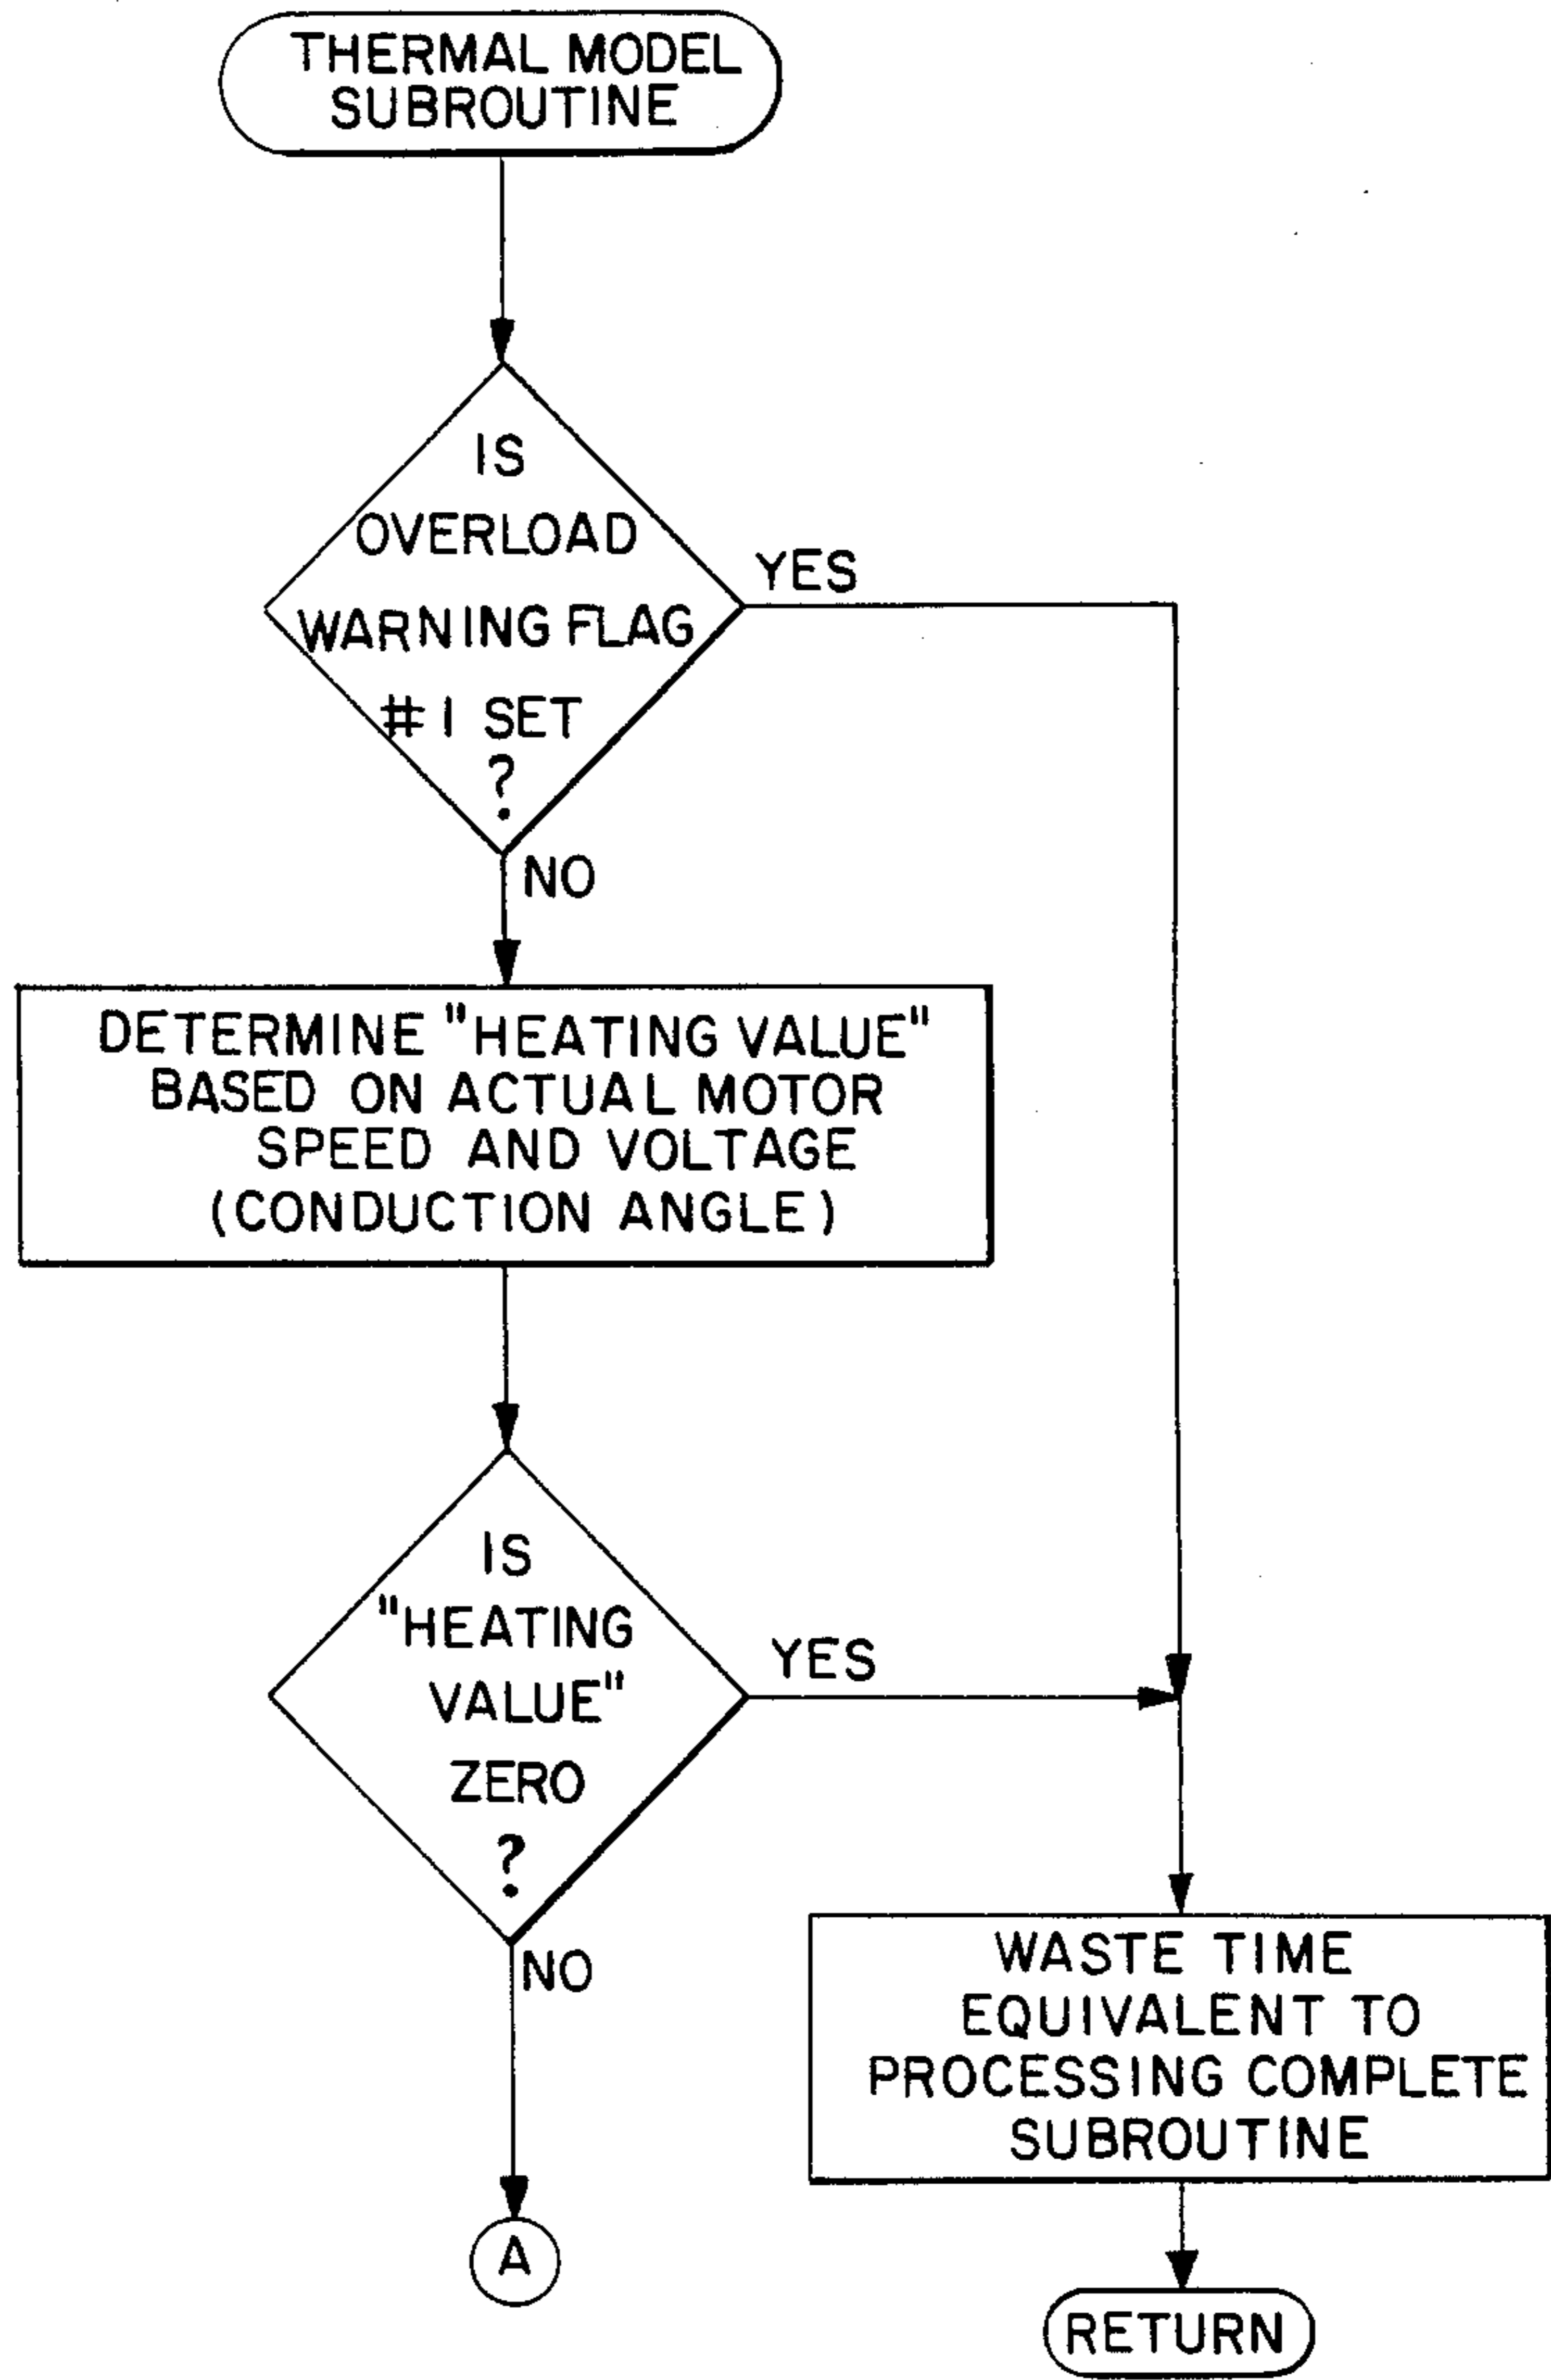 THERMAL MODEL
SUBROUTINE
IS
OVERLOAD
WARNING FLAG
#1 SET
?
YES
NO
DETERMINE "HEATING VALUE"
BASED ON ACTUAL MOTOR
SPEED AND VOLTAGE
(CONDUCTION ANGLE)
IS
"HEATING
VALUE"
ZERO
?
YES
NO
A
WASTE TIME
EQUIVALENT TO
PROCESSING COMPLETE
SUBROUTINE
RETURN